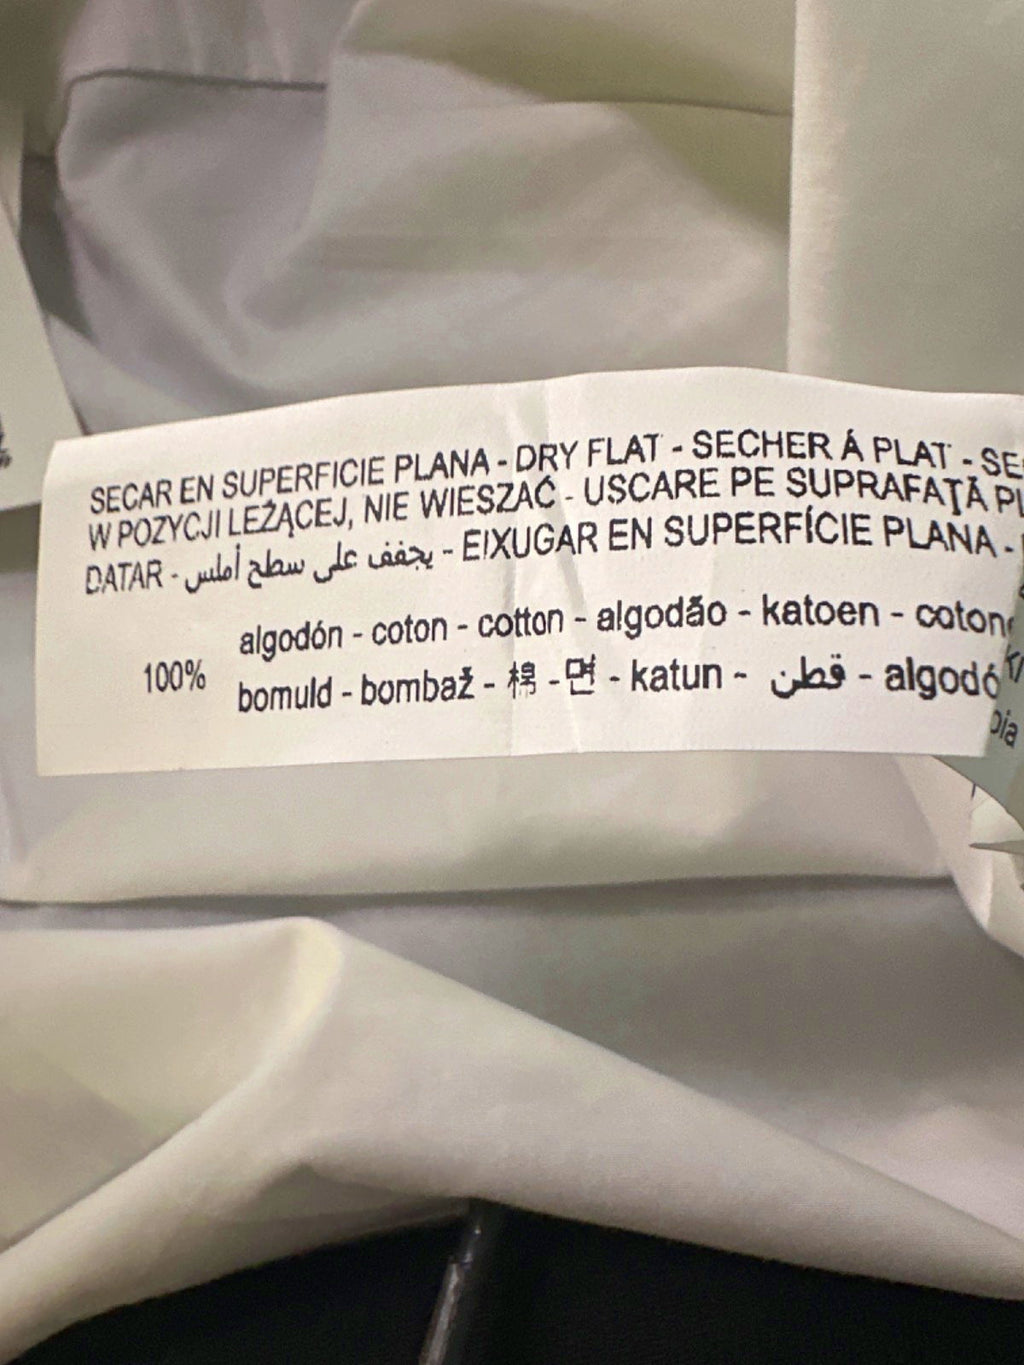 SECAR EN SUPERFICIE PLANA - DRY FLAT - SECHER Á PLAT -
W POZYCJI LEŻĄCEJ, NIE WIESZAĆ - USCARE PE SUPRAFAŢĂ
DATAR - يجفف على سطح أملس - EIXUGAR EN SUPERFÍCIE PLANA -
algodón - coton - cotton - algodão - katoen -
100%
bomuld - bombaž - 棉 - 면 - katun - قطن -